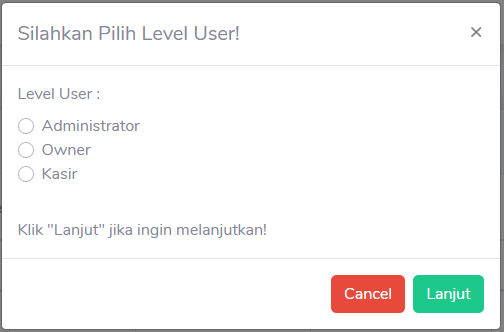 Silahkan Pilih Level User!
×
Level User :
Administrator
Owner
Kasir
Klik "Lanjut" jika ingin melanjutkan!
Cancel
Lanjut